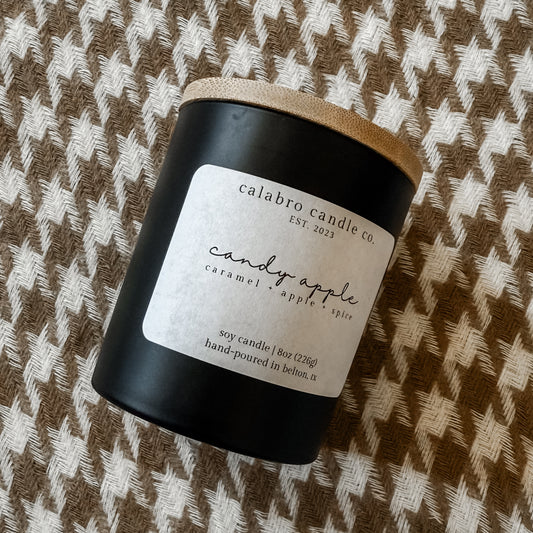 calabro candle co.
EST. 2023
candy apple
caramel • apple • spice
soy candle | 8oz (226g)
hand-poured in belton, tx